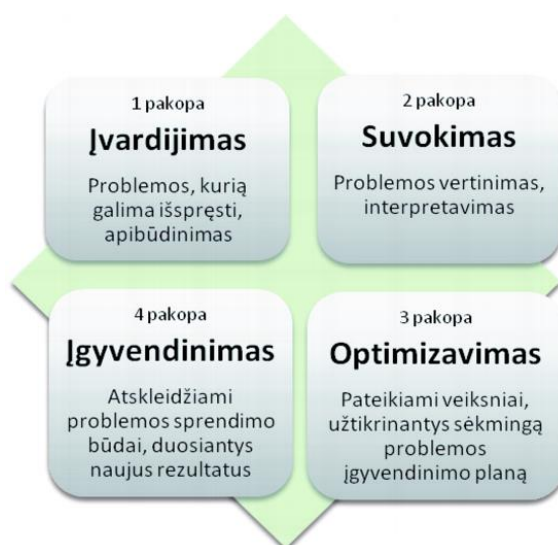 1 pakopa
Įvardijimas
Problemos, kurią
galima išspręsti,
apibūdinimas
2 pakopa
Suvokimas
Problemos vertinimas,
interpretavimas
4 pakopa
Įgyvendinimas
Atskleidžiami
problemos sprendimo
būdai, duosiantys
naujus rezultatus
3 pakopa
Optimizavimas
Pateikiami veiksniai,
užtikrinantys sėkmingą
problemos
įgyvendinimo planą